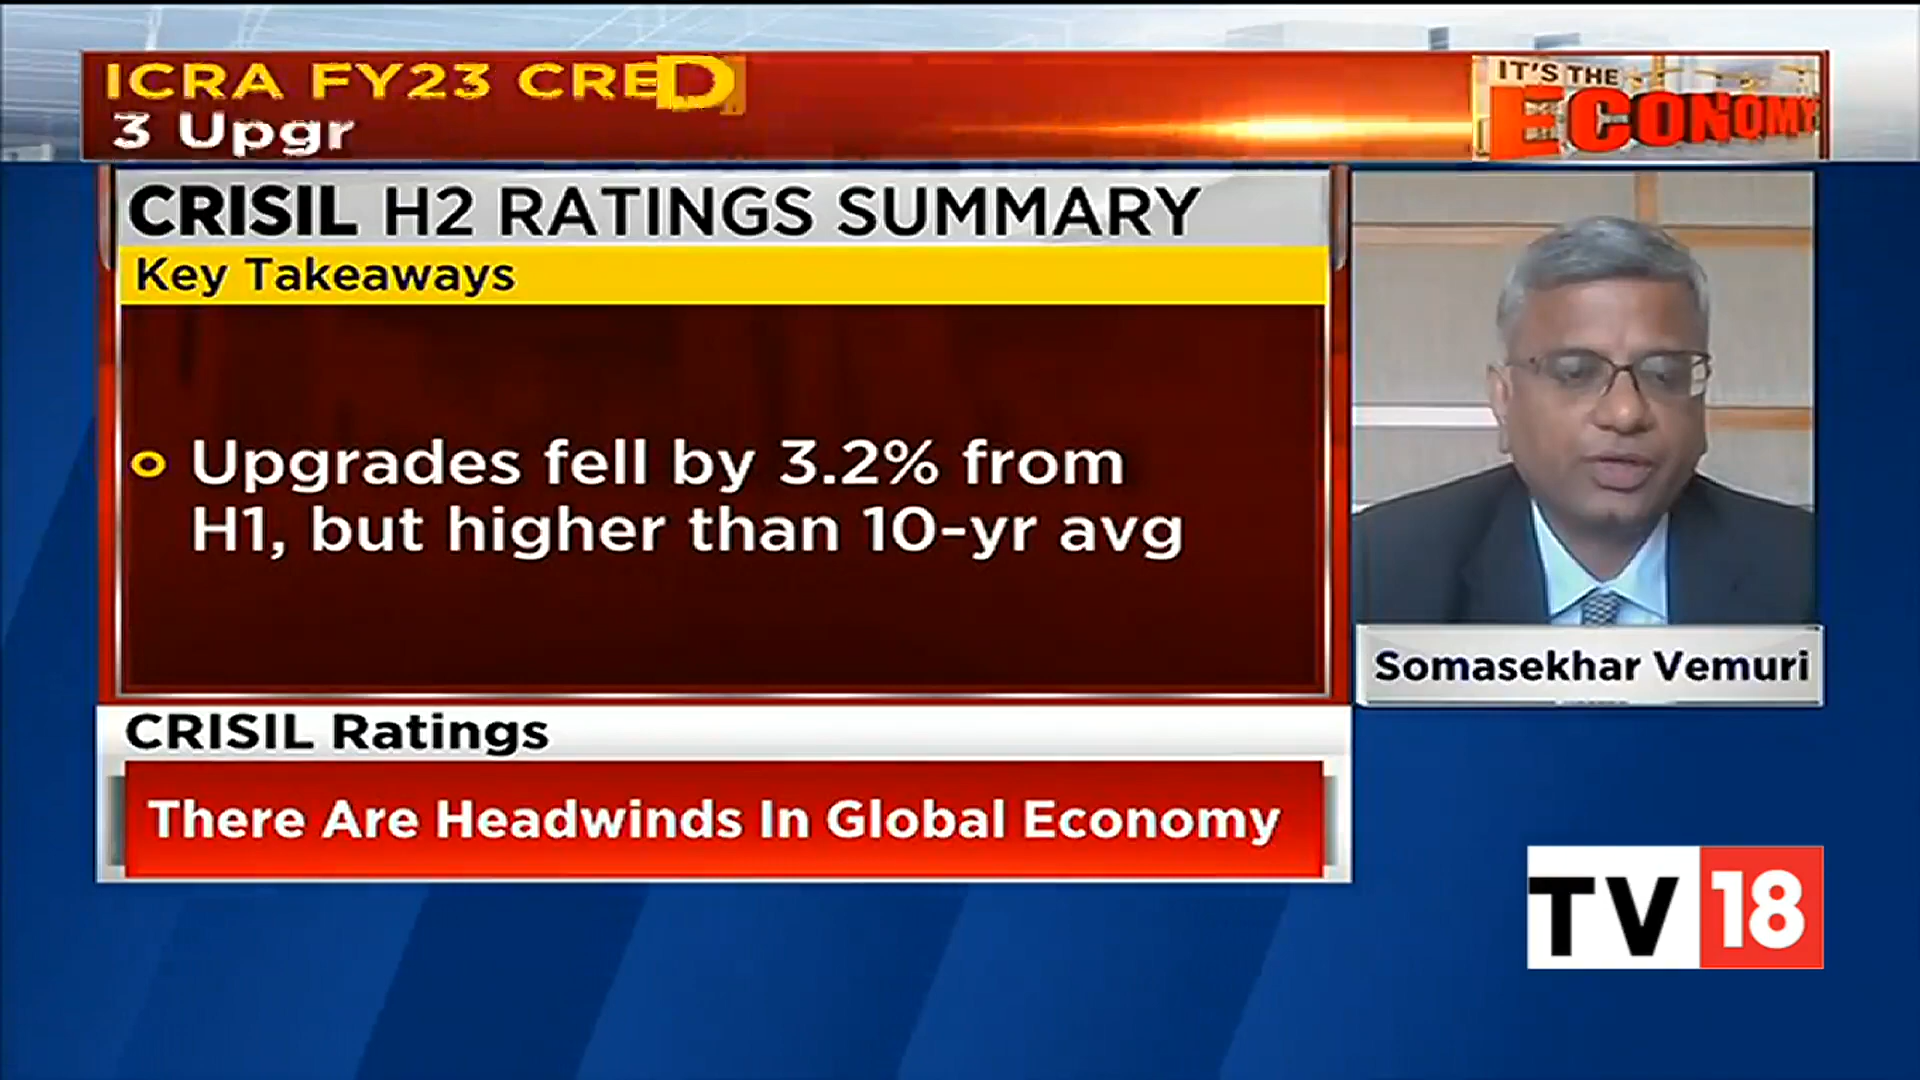 ICRA FY23 CRED
3 Upgr
IT'S THE
ECONOMY
CRISIL H2 RATINGS SUMMARY
Key Takeaways
Upgrades fell by 3.2% from
H1, but higher than 10-yr avg
Somasekhar Vemuri
CRISIL Ratings
There Are Headwinds In Global Economy
TV18